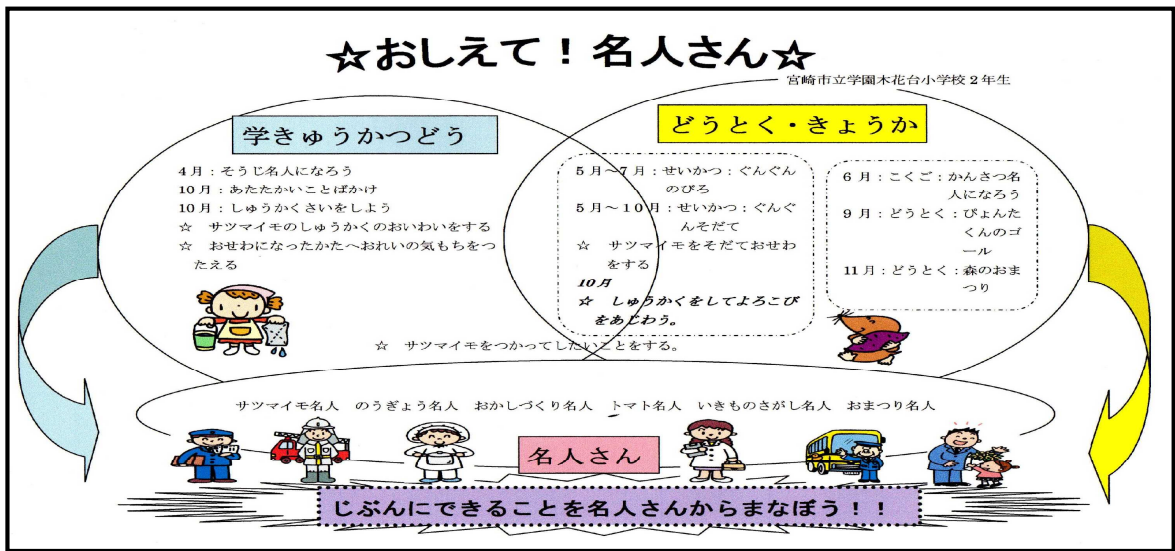 ☆おしえて！名人さん☆
宮崎市立学園木花台小学校２年生
学きゅうかつどう
4月：そうじ名人になろう
10月：あたたかいことばかけ
10月：しゅうかくさいをしよう
☆　サツマイモのしゅうかくのおいわいをする
☆　おせわになったかたへおれいの気もちをつ
たえる
どうとく・きょうか
5月～7月：せいかつ：ぐんぐん
のびろ
5月～10月：せいかつ：ぐんぐ
んそだて
☆　サツマイモをそだておせわ
をする
10月
☆　しゅうかくをしてよろこび
をあじわう。
6月：こくご：かんさつ名
人になろう
9月：どうとく：ぴょんた
くんのゴ
ール
11月：どうとく：森のおま
つり
☆　サツマイモをつかってしたいことをする。
サツマイモ名人　のうぎょう名人　おかしづくり名人　トマト名人　いきものさがし名人　おまつり名人
名人さん
じぶんにできることを名人さんからまなぼう！！